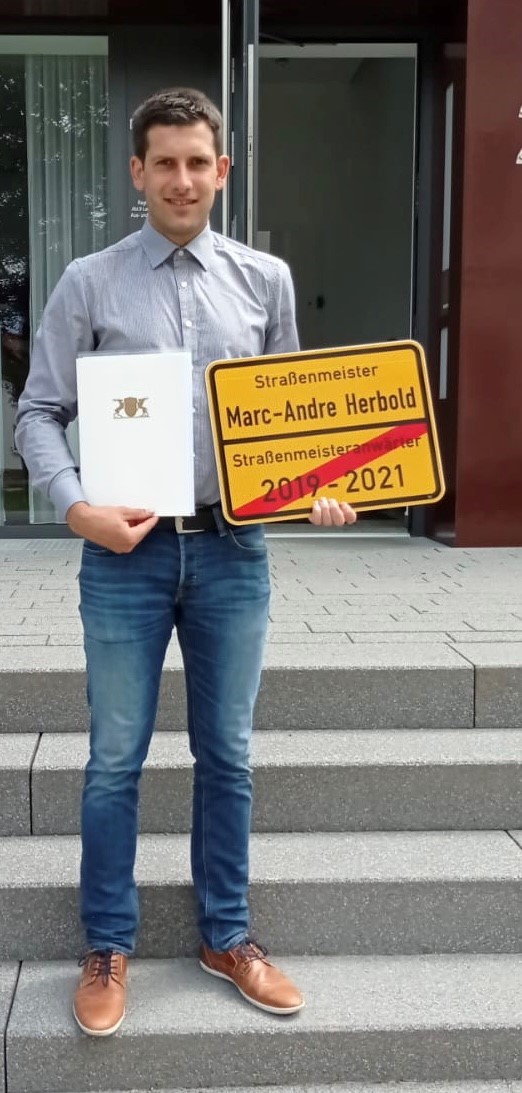 Straßenmeister
Marc-Andre Herbold
Straßenmeisteranwärter
2019 - 2021